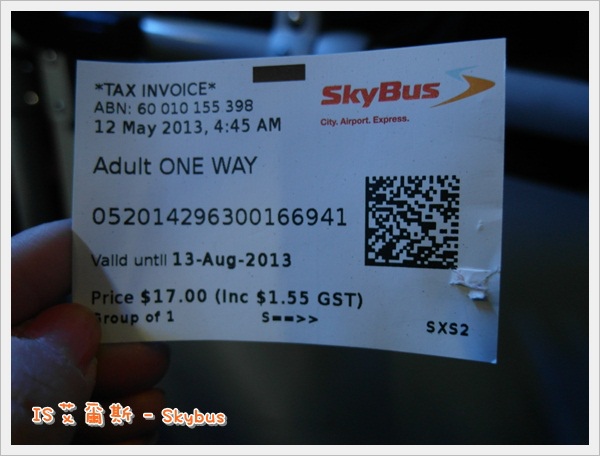 *TAX INVOICE*
ABN: 60 010 155 398
12 May 2013, 4:45 AM
SkyBus
City. Airport. Express.
Adult ONE WAY
052014296300166941
Valid until 13-Aug-2013
Price $17.00 (Inc $1.55 GST)
Group of 1 S==>>
SXS2
IS 艾爾斯 - Skybus